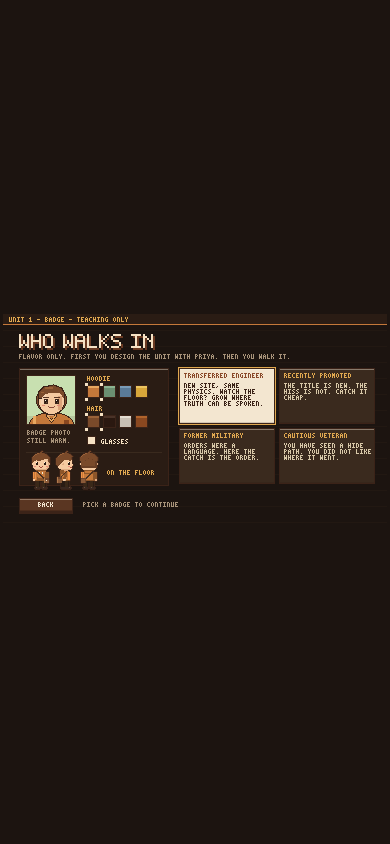 UNIT 1 - BADGE - TEACHING ONLY
WHO WALKS IN
FLAVOR ONLY. FIRST YOU DESIGN THE UNIT WITH PRIYA. THEN YOU WALK IT.
HOODIE
HAIR
GLASSES
BADGE PHOTO
STILL WARM.
ON THE FLOOR
TRANSFERRED ENGINEER
NEW SITE, SAME
PHYSICS. WATCH THE
FLOOR? GROW WHERE
TRUTH CAN BE SPOKEN.
RECENTLY PROMOTED
THE TITLE IS NEW. THE
MISS IS NOT. CATCH IT
CHEAP.
FORMER MILITARY
ORDERS WERE A
LANGUAGE. HERE THE
CATCH IS THE ORDER.
CAUTIOUS VETERAN
YOU HAVE SEEN A HIDE
PATH. YOU DID NOT LIKE
WHERE IT WENT.
BACK
PICK A BADGE TO CONTINUE